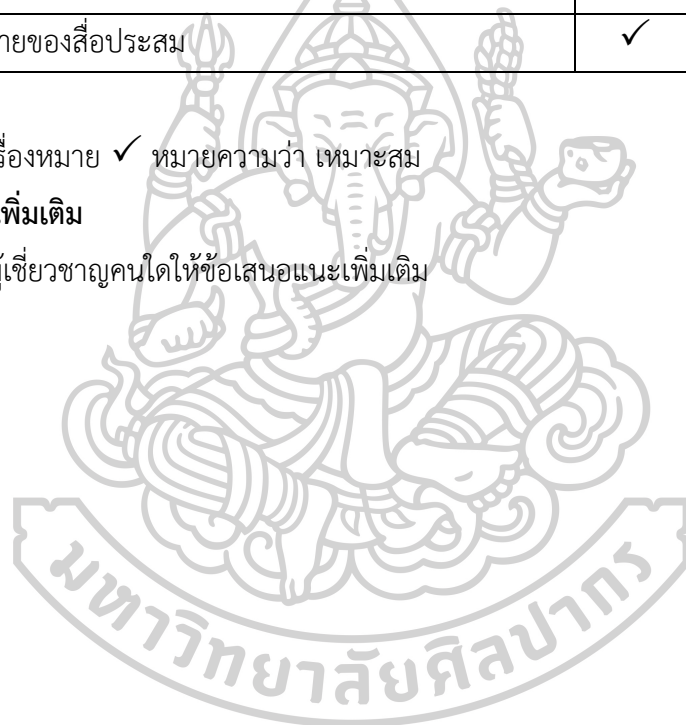 ายของสื่อประสม ✓
รื่องหมาย ✓ หมายความว่า เหมาะสม
เพิ่มเติม
ผู้เชี่ยวชาญคนใดให้ข้อเสนอแนะเพิ่มเติม
มหาวิทยาลัยศิลปากร